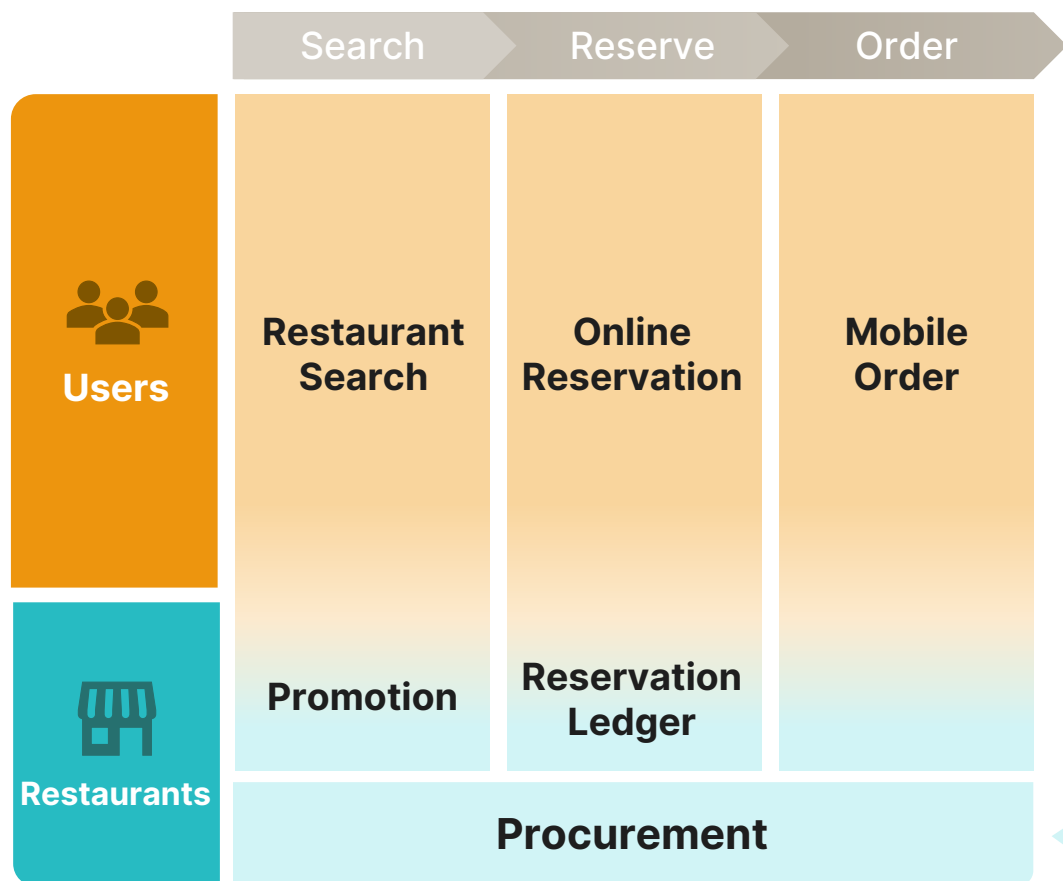 Search
Reserve
Order
Users
Restaurant
Search
Online
Reservation
Mobile
Order
Restaurants
Promotion
Reservation
Ledger
Procurement